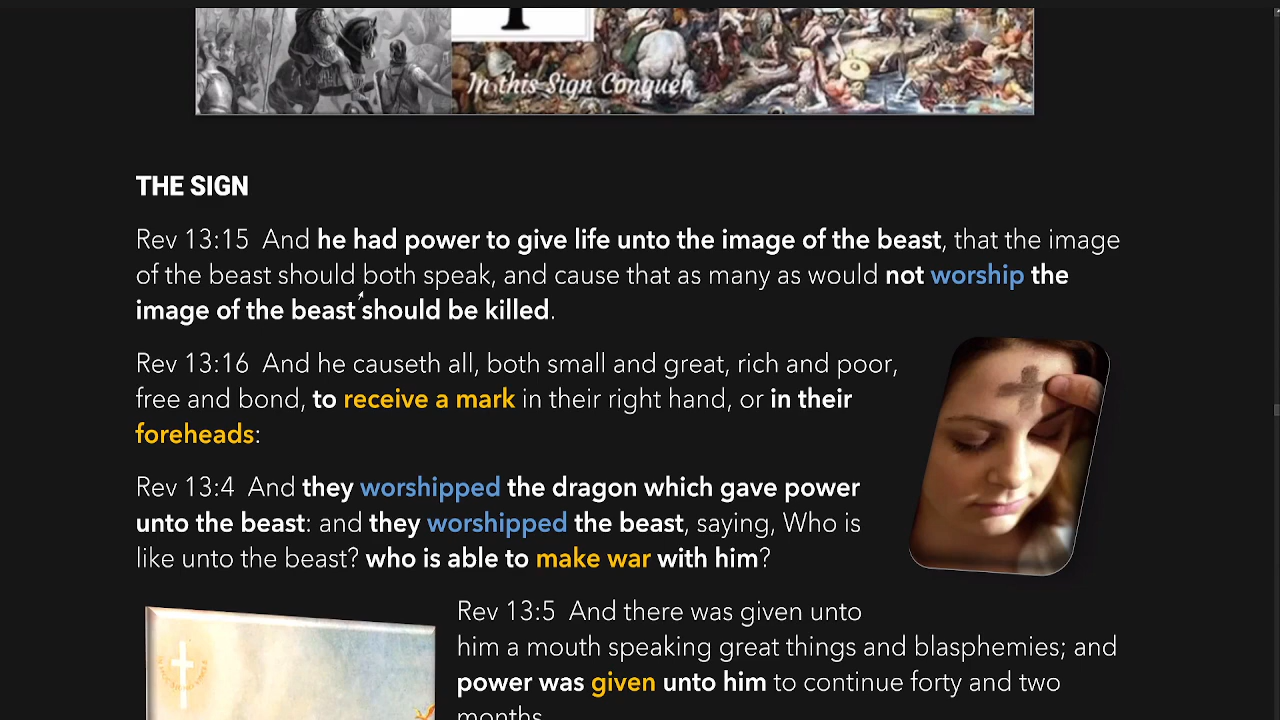 In this Sign Conquer
THE SIGN
Rev 13:15 And he had power to give life unto the image of the beast, that the image
of the beast should both speak, and cause that as many as would not worship the
image of the beast should be killed.
Rev 13:16 And he causeth all, both small and great, rich and poor,
free and bond, to receive a mark in their right hand, or in their
foreheads:
Rev 13:4 And they worshipped the dragon which gave power
unto the beast: and they worshipped the beast, saying, Who is
like unto the beast? who is able to make war with him?
Rev 13:5 And there was given unto
him a mouth speaking great things and blasphemies; and
power was given unto him to continue forty and two
months